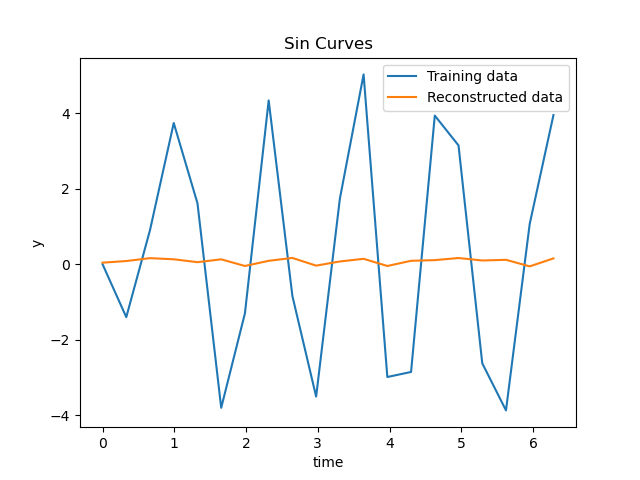 Sin Curves
Training data
Reconstructed data
4
2
0
−2
−4
y
0 1 2 3 4 5 6
time